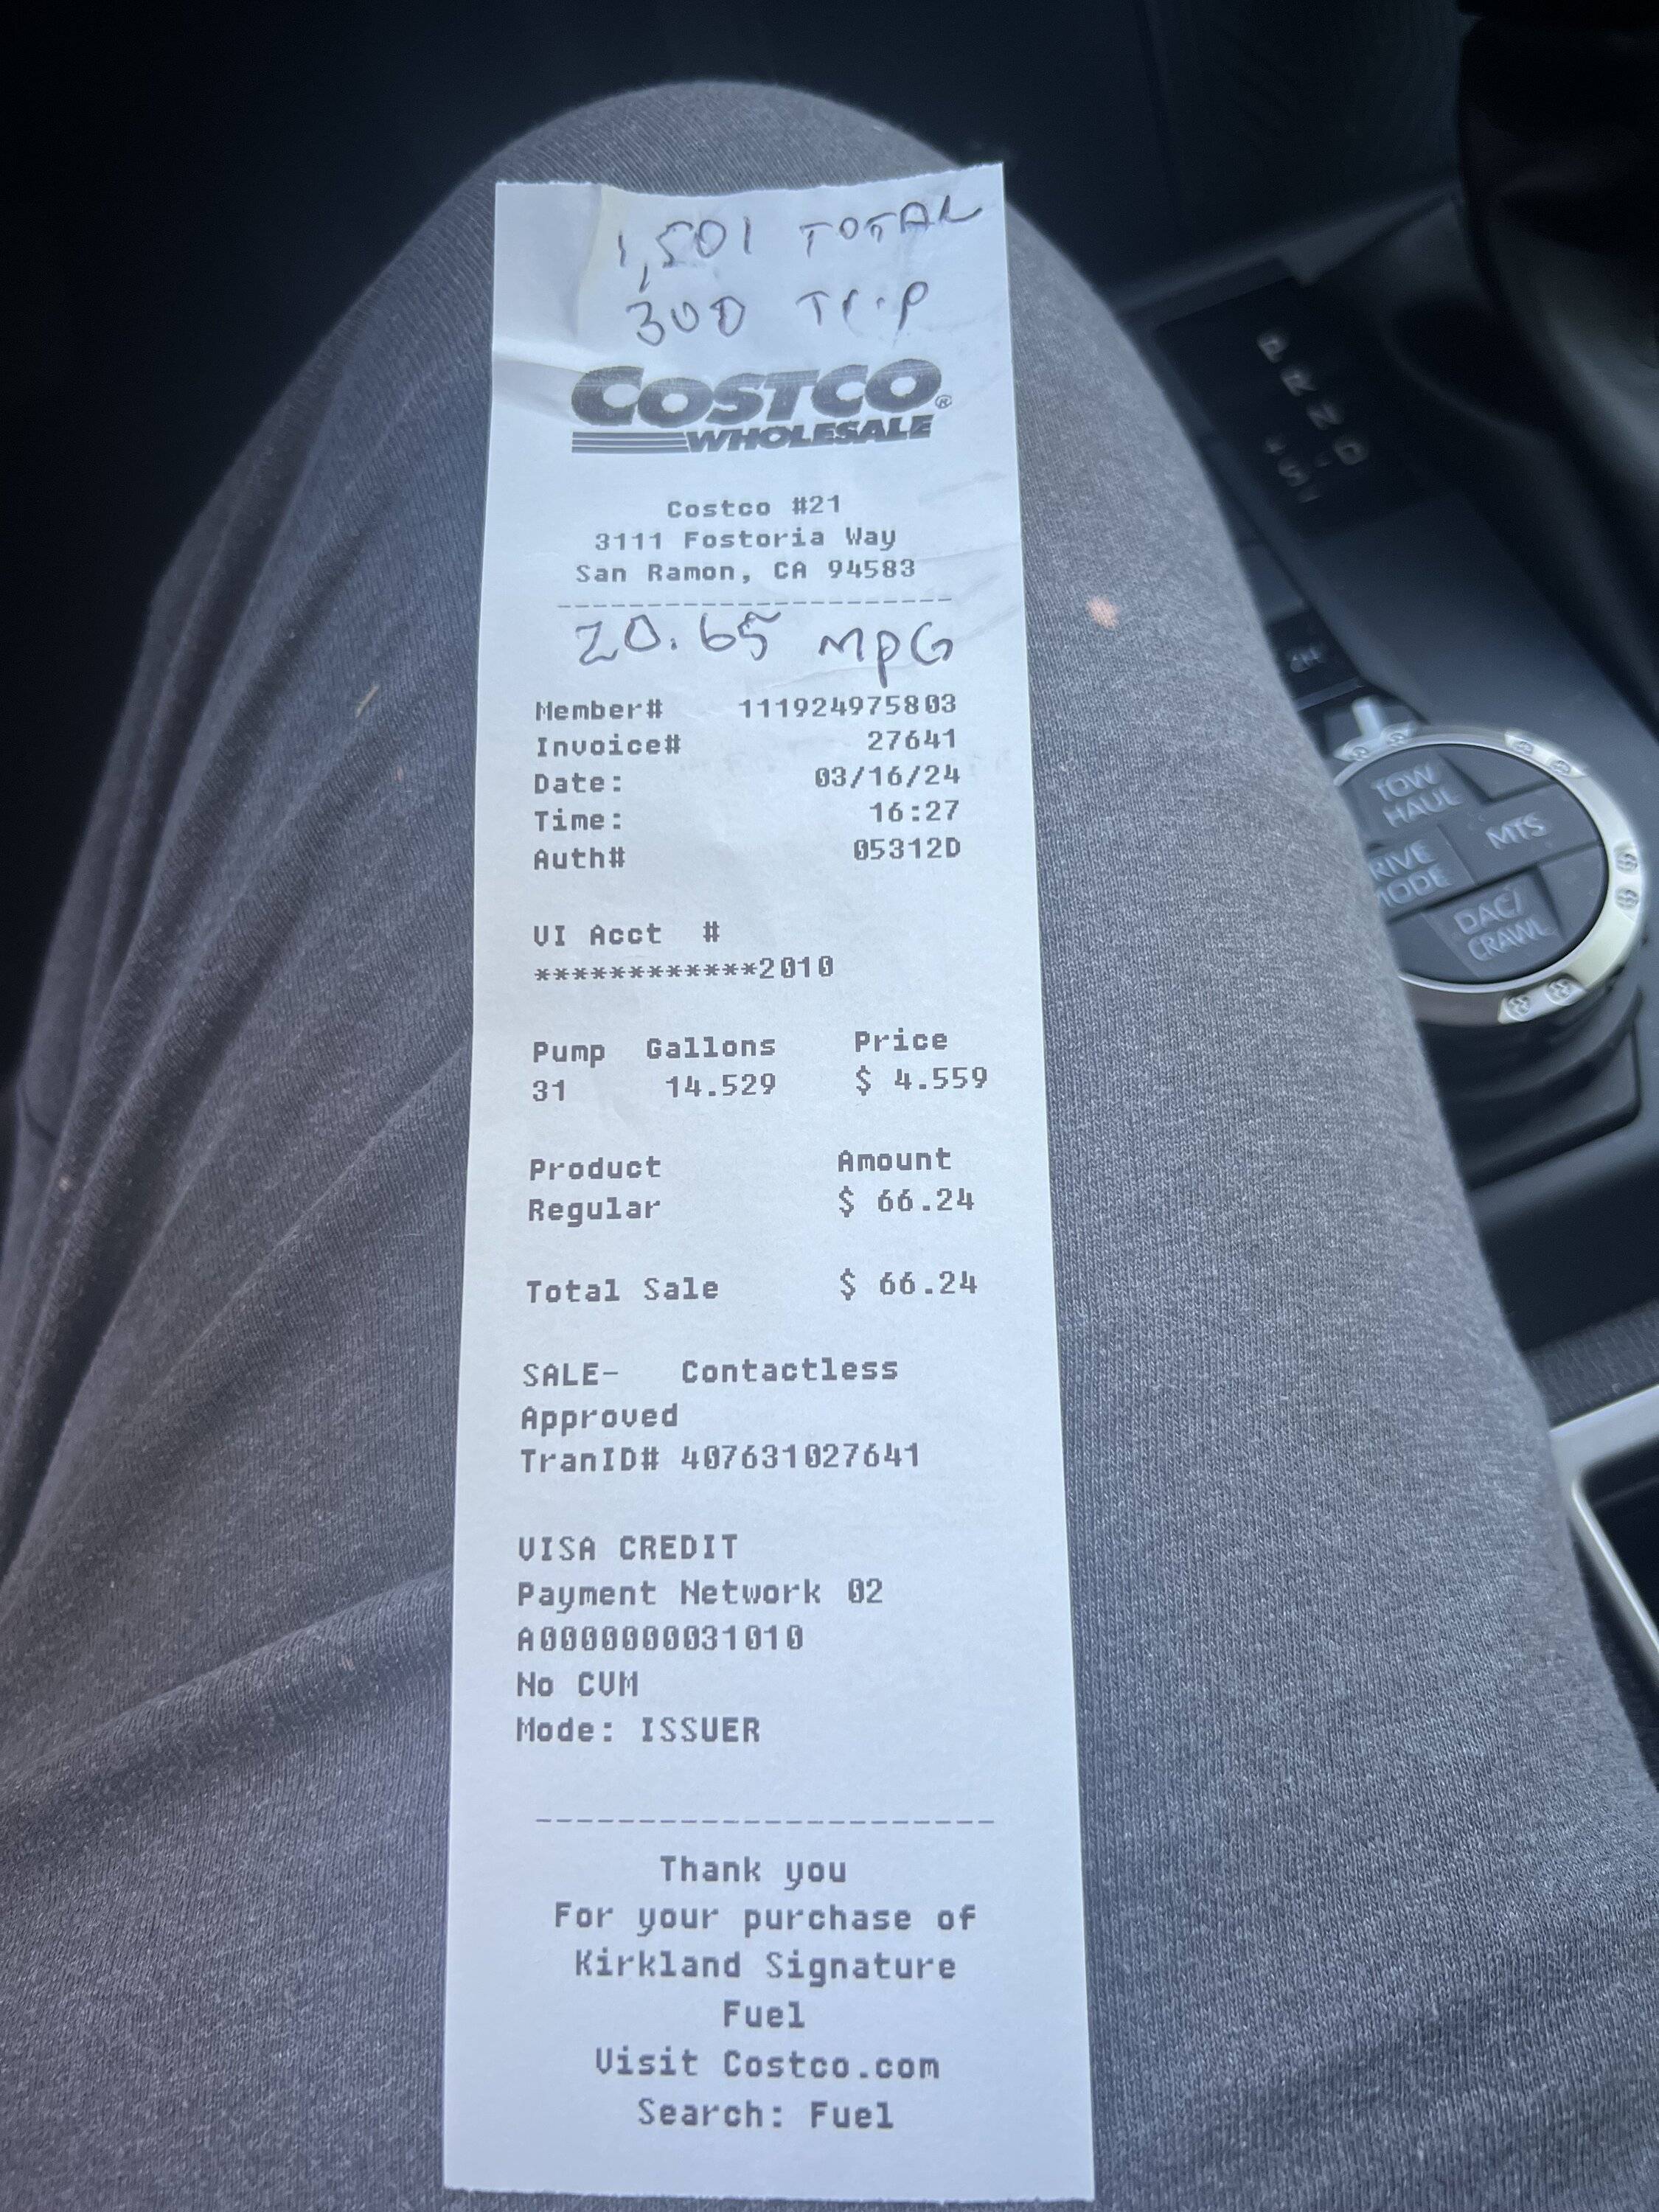 1,501 TOTAL
300 Trip
COSTCO®
WHOLESALE
Costco #21
3111 Fostoria Way
San Ramon, CA 94583
20.65 MPG
Member# 111924975803
Invoice# 27641
Date: 03/16/24
Time: 16:27
Auth# 05312D
VI Acct #
************2010
Pump Gallons Price
31 14.529 $ 4.559
Product Amount
Regular $ 66.24
Total Sale $ 66.24
SALE- Contactless
Approved
TranID# 407631027641
VISA CREDIT
Payment Network 02
A0000000031010
No CVM
Mode: ISSUER
Thank you
For your purchase of
Kirkland Signature
Fuel
Visit Costco.com
Search: Fuel
P
R
N
D
+ S -
TOW
HAUL
MTS
RIVE
MODE
DAC/
CRAWL